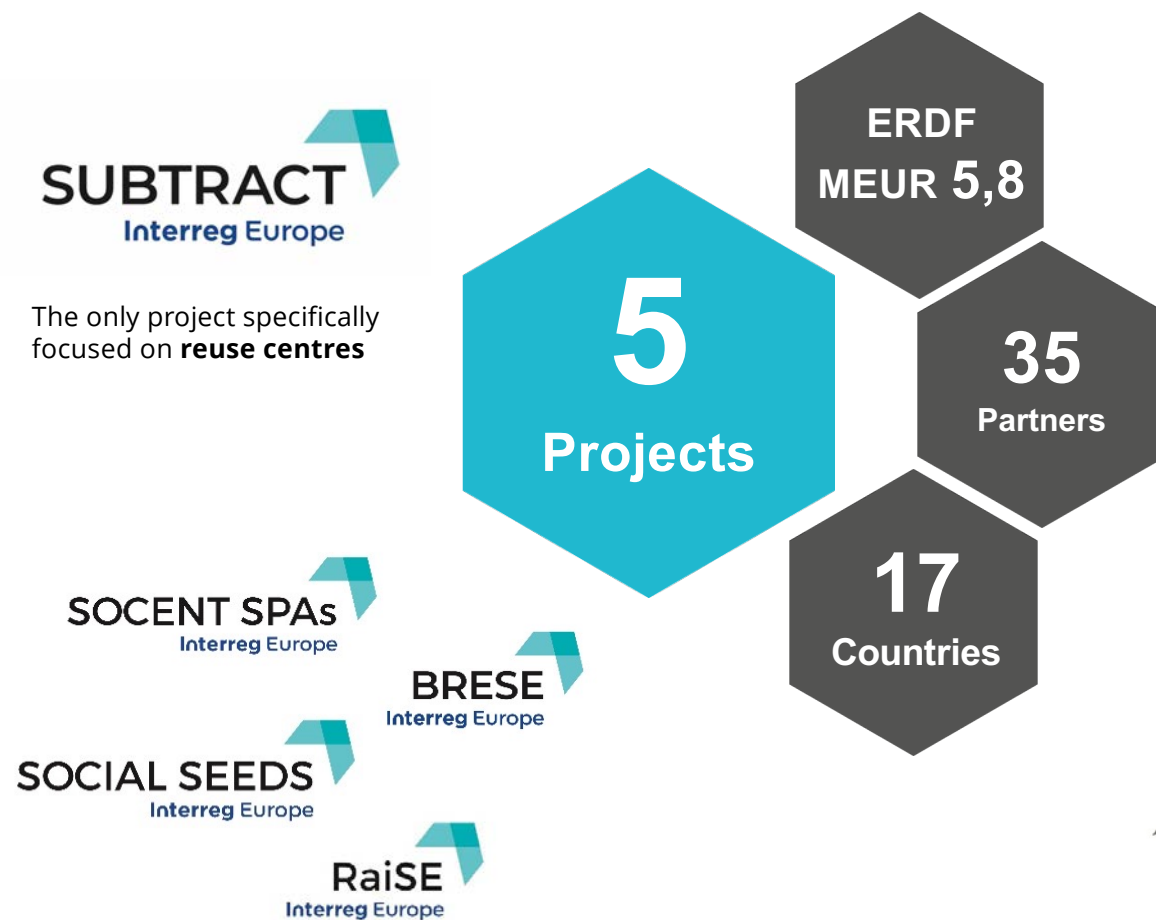 SUBTRACT
Interreg Europe
The only project specifically
focused on reuse centres
5
Projects
ERDF
MEUR 5,8
35
Partners
17
Countries
SOCENT SPAs
Interreg Europe
BRESE
Interreg Europe
SOCIAL SEEDS
Interreg Europe
RaiSE
Interreg Europe